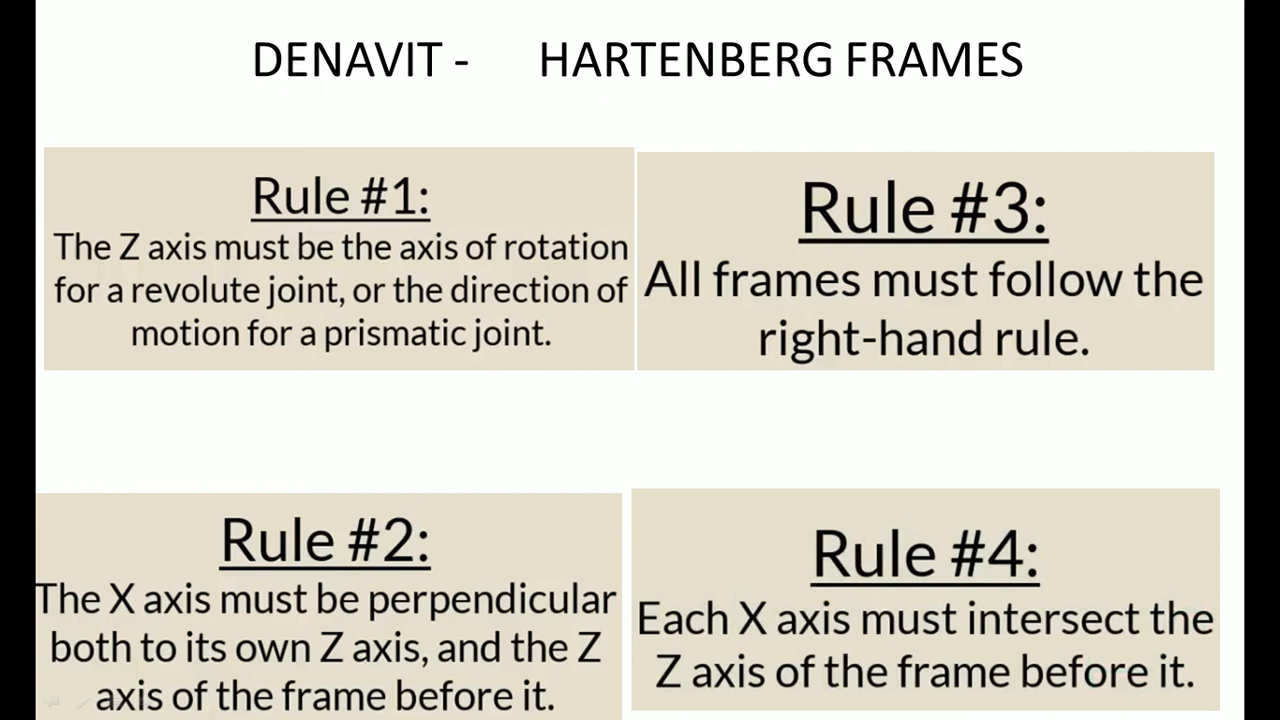 DENAVIT - HARTENBERG FRAMES
Rule #1:
The Z axis must be the axis of rotation
for a revolute joint, or the direction of
motion for a prismatic joint.
Rule #3:
All frames must follow the
right-hand rule.
Rule #2:
The X axis must be perpendicular
both to its own Z axis, and the Z
axis of the frame before it.
Rule #4:
Each X axis must intersect the
Z axis of the frame before it.